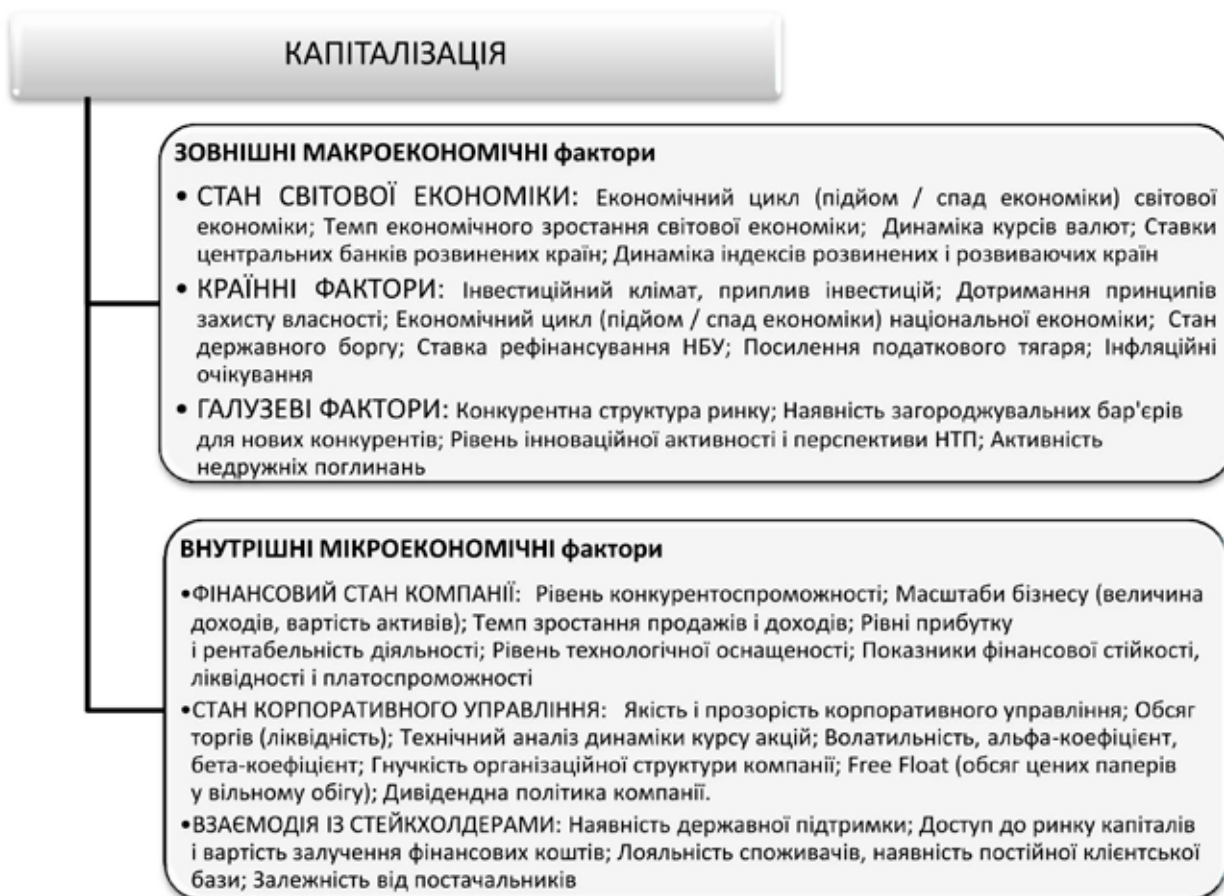 КАПІТАЛІЗАЦІЯ
ЗОВНІШНІ МАКРОЕКОНОМІЧНІ фактори
• СТАН СВІТОВОЇ ЕКОНОМІКИ: Економічний цикл (підйом / спад економіки) світової
економіки; Темп економічного зростання світової економіки; Динаміка курсів валют; Ставки
центральних банків розвинених країн; Динаміка індексів розвинених і розвиваючих країн
• КРАЇННІ ФАКТОРИ: Інвестиційний клімат, приплив інвестицій; Дотримання принципів
захисту власності; Економічний цикл (підйом / спад економіки) національної економіки; Стан
державного боргу; Ставка рефінансування НБУ; Посилення податкового тягаря; Інфляційні
очікування
• ГАЛУЗЕВІ ФАКТОРИ: Конкурентна структура ринку; Наявність загороджувальних бар'єрів
для нових конкурентів; Рівень інноваційної активності і перспективи НТП; Активність
недружніх поглинань
ВНУТРІШНІ МІКРОЕКОНОМІЧНІ фактори
•ФІНАНСОВИЙ СТАН КОМПАНІЇ: Рівень конкурентоспроможності; Масштаби бізнесу (величина
доходів, вартість активів); Темп зростання продажів і доходів; Рівні прибутку
і рентабельність діяльності; Рівень технологічної оснащеності; Показники фінансової стійкості,
ліквідності і платоспроможності
•СТАН КОРПОРАТИВНОГО УПРАВЛІННЯ: Якість і прозорість корпоративного управління; Обсяг
торгів (ліквідність); Технічний аналіз динаміки курсу акцій; Волатильність, альфа-коефіцієнт,
бета-коефіцієнт; Гнучкість організаційної структури компанії; Free Float (обсяг цених паперів
у вільному обігу); Дивідендна політика компанії.
•ВЗАЄМОДІЯ ІЗ СТЕЙКХОЛДЕРАМИ: Наявність державної підтримки; Доступ до ринку капіталів
і вартість залучення фінансових коштів; Лояльність споживачів, наявність постійної клієнтської
бази; Залежність від постачальників